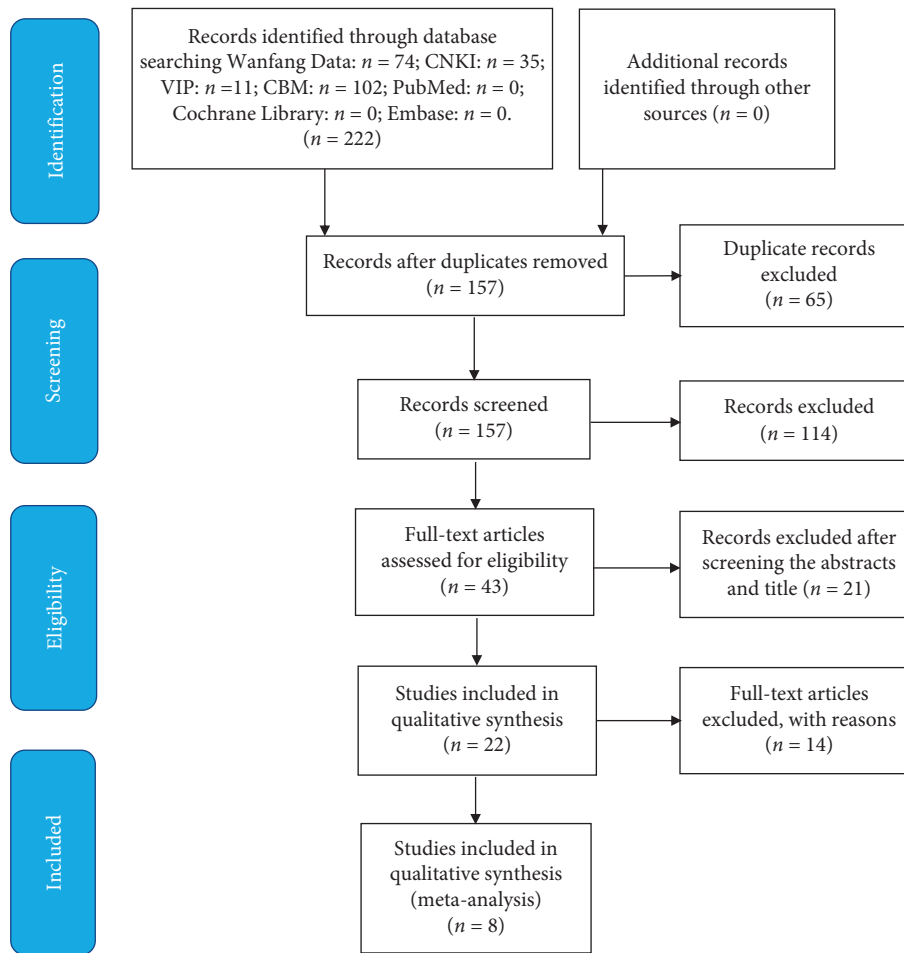 Identification
Records identified through database
searching Wanfang Data: n = 74; CNKI: n = 35;
VIP: n =11; CBM: n = 102; PubMed: n = 0;
Cochrane Library: n = 0; Embase: n = 0.
(n = 222)
Additional records
identified through other
sources (n = 0)
Screening
Records after duplicates removed
(n = 157)
Duplicate records
excluded
(n = 65)
Records screened
(n = 157)
Records excluded
(n = 114)
Eligibility
Full-text articles
assessed for eligibility
(n = 43)
Records excluded after
screening the abstracts
and title (n = 21)
Studies included in
qualitative synthesis
(n = 22)
Full-text articles
excluded, with reasons
(n = 14)
Included
Studies included in
qualitative synthesis
(meta-analysis)
(n = 8)